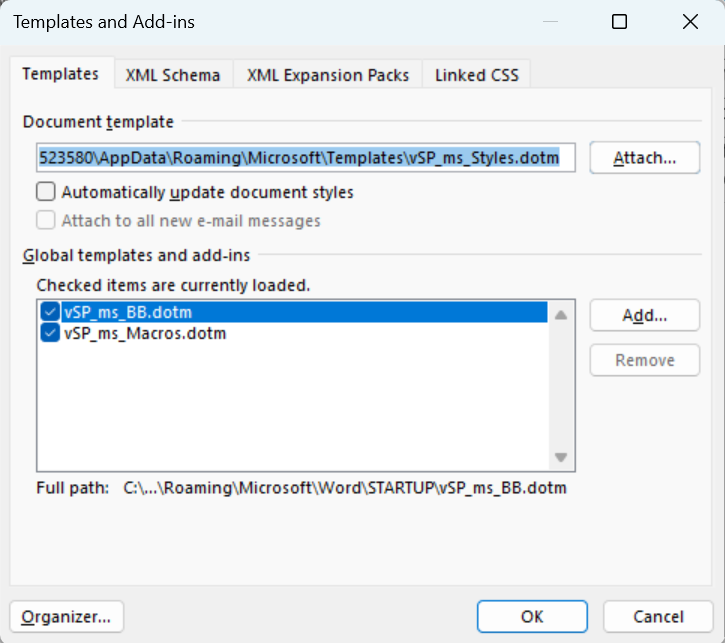 Templates and Add-ins
Templates XML Schema XML Expansion Packs Linked CSS
Document template
523580\AppData\Roaming\Microsoft\Templates\vSP_ms_Styles.dotm Attach...
Automatically update document styles
Attach to all new e-mail messages
Global templates and add-ins
Checked items are currently loaded.
vSP_ms_BB.dotm Add...
vSP_ms_Macros.dotm
Remove
Full path: C:\...\Roaming\Microsoft\Word\STARTUP\vSP_ms_BB.dotm
Organizer... OK Cancel